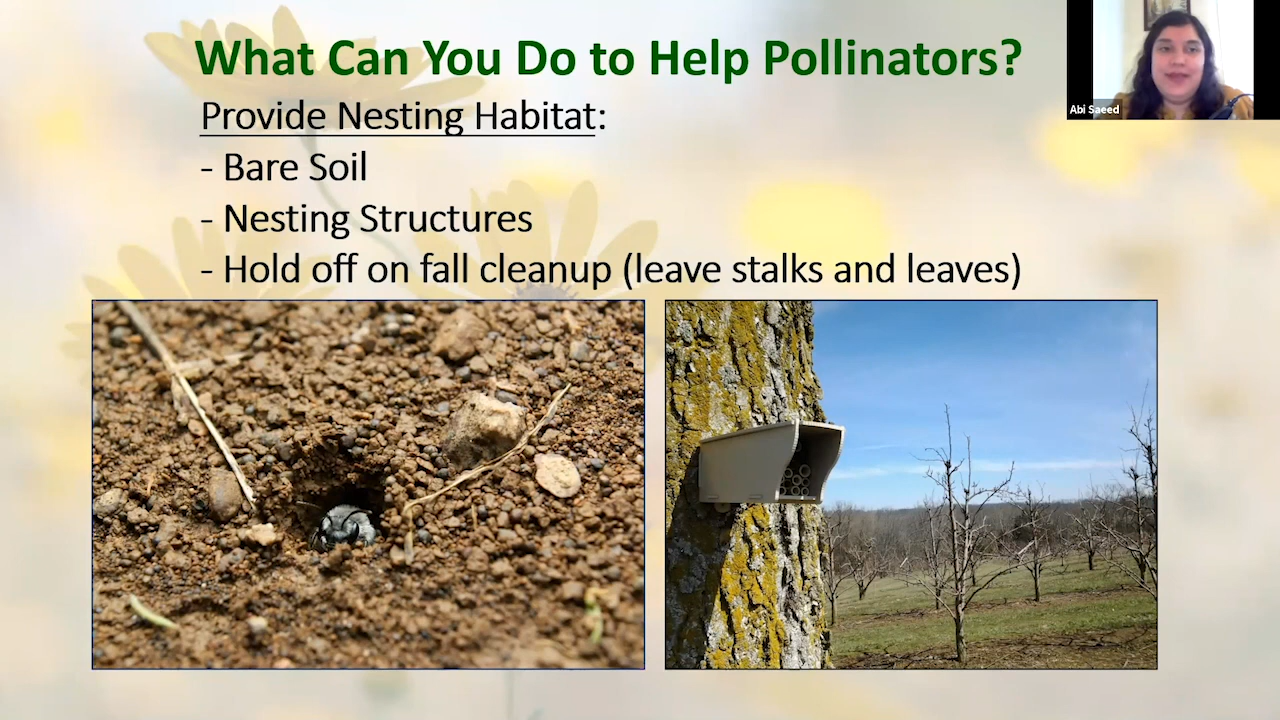 What Can You Do to Help Pollinators?
Provide Nesting Habitat:
- Bare Soil
- Nesting Structures
- Hold off on fall cleanup (leave stalks and leaves)
Abi Saeed